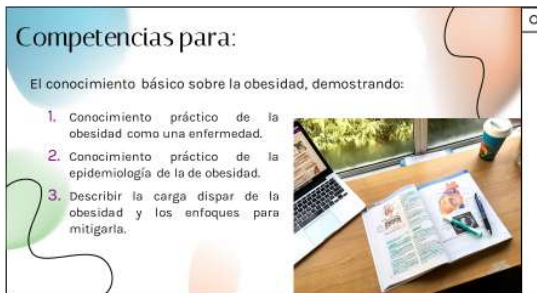 Competencias para:
El conocimiento básico sobre la obesidad, demostrando:
1. Conocimiento práctico de la
obesidad como una enfermedad.
2. Conocimiento práctico de la
epidemiología de la de obesidad.
3. Describir la carga dispar de la
obesidad y los enfoques para
mitigarla.